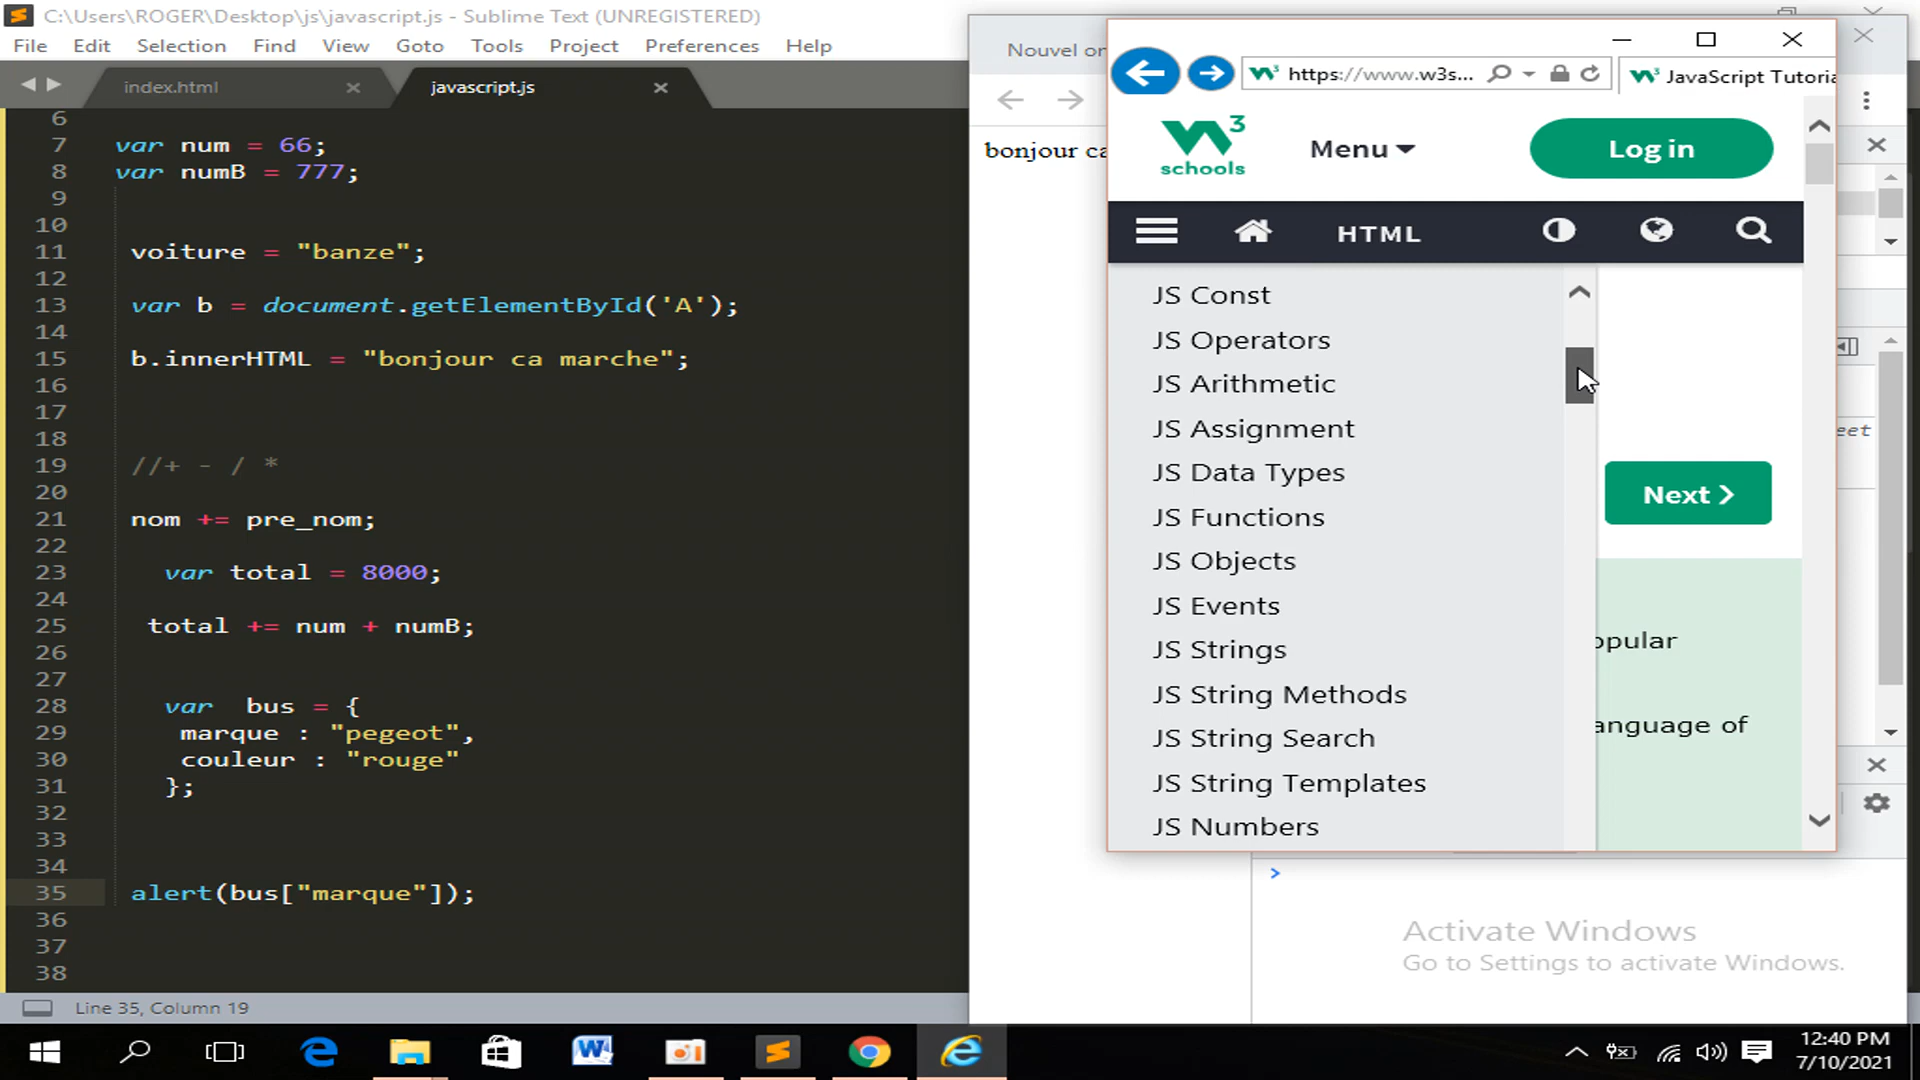 C:\Users\ROGER\Desktop\js\javascript.js - Sublime Text (UNREGISTERED)
File Edit Selection Find View Goto Tools Project Preferences Help
index.html
javascript.js
6
7 var num = 66;
8 var numB = 777;
9
10
11 voiture = "banze";
12
13 var b = document.getElementById('A');
14
15 b.innerHTML = "bonjour ca marche";
16
17
18
19 //+ - / *
20
21 nom += pre_nom;
22
23 var total = 8000;
24
25 total += num + numB;
26
27
28 var bus = {
29 marque : "pegeot",
30 couleur : "rouge"
31 };
32
33
34
35 alert(bus["marque"]);
36
37
38
Line 35, Column 19
Nouvel
bonjour
https://www.w3s...
JavaScript
W3
schools
Menu
Log in
HTML
JS Const
JS Operators
JS Arithmetic
JS Assignment
JS Data Types
JS Functions
JS Objects
JS Events
JS Strings
JS String Methods
JS String Search
JS String Templates
JS Numbers
Next ❯
opular
anguage of
eet
>
Activate Windows
Go to Settings to activate Windows.
12:40 PM
7/10/2021